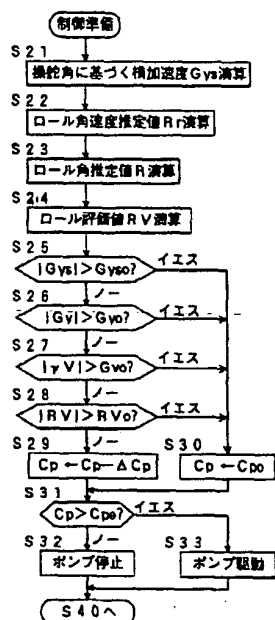 制御準備
S21
操舵角に基づく横加速度Gys演算
S22
ロール角速度推定値Rr演算
S23
ロール角推定値R演算
S24
ロール評価値RV演算
S25
|Gys|>Gyso?
イエス
ノー
S26
|Gy|>Gyo?
イエス
ノー
S27
|γV|>Gvo?
イエス
ノー
S28
|RV|>RVo?
イエス
ノー
S29
Cp←Cp−ΔCp
S30
Cp←Cpo
S31
Cp>Cpe?
イエス
ノー
S32
ポンプ停止
S33
ポンプ駆動
S40へ